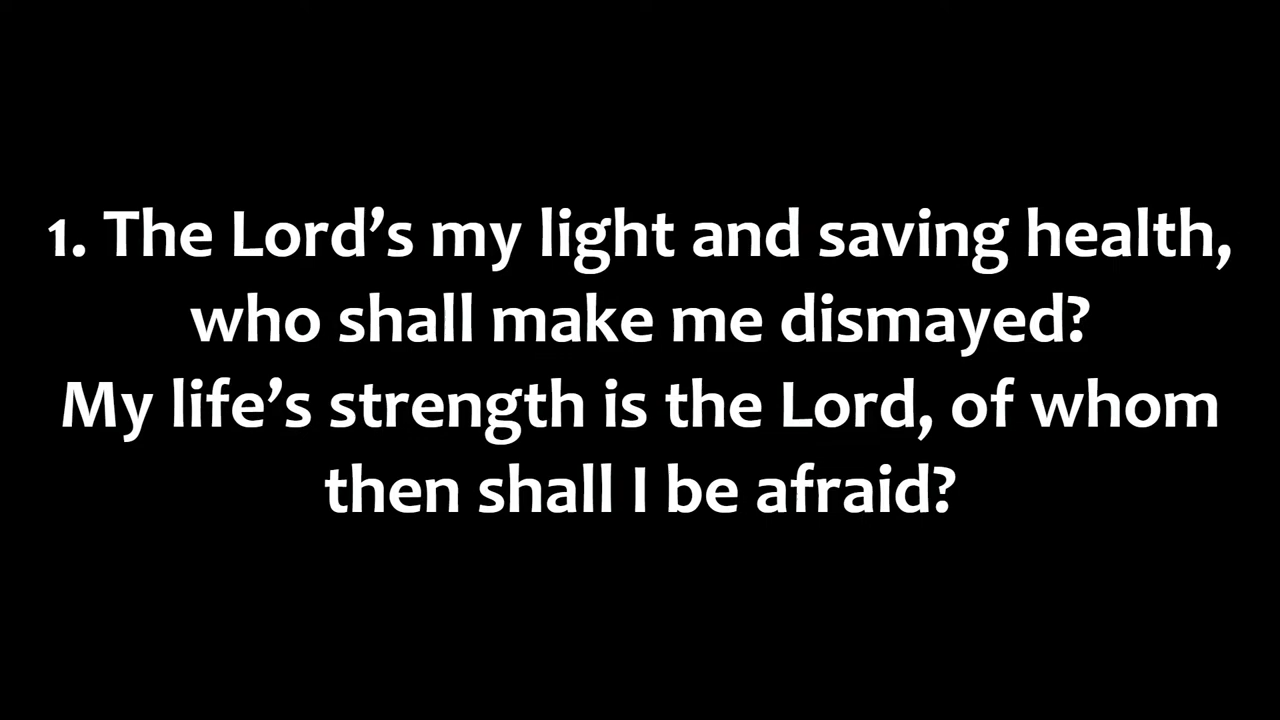 1. The Lord’s my light and saving health,
who shall make me dismayed?
My life’s strength is the Lord, of whom
then shall I be afraid?